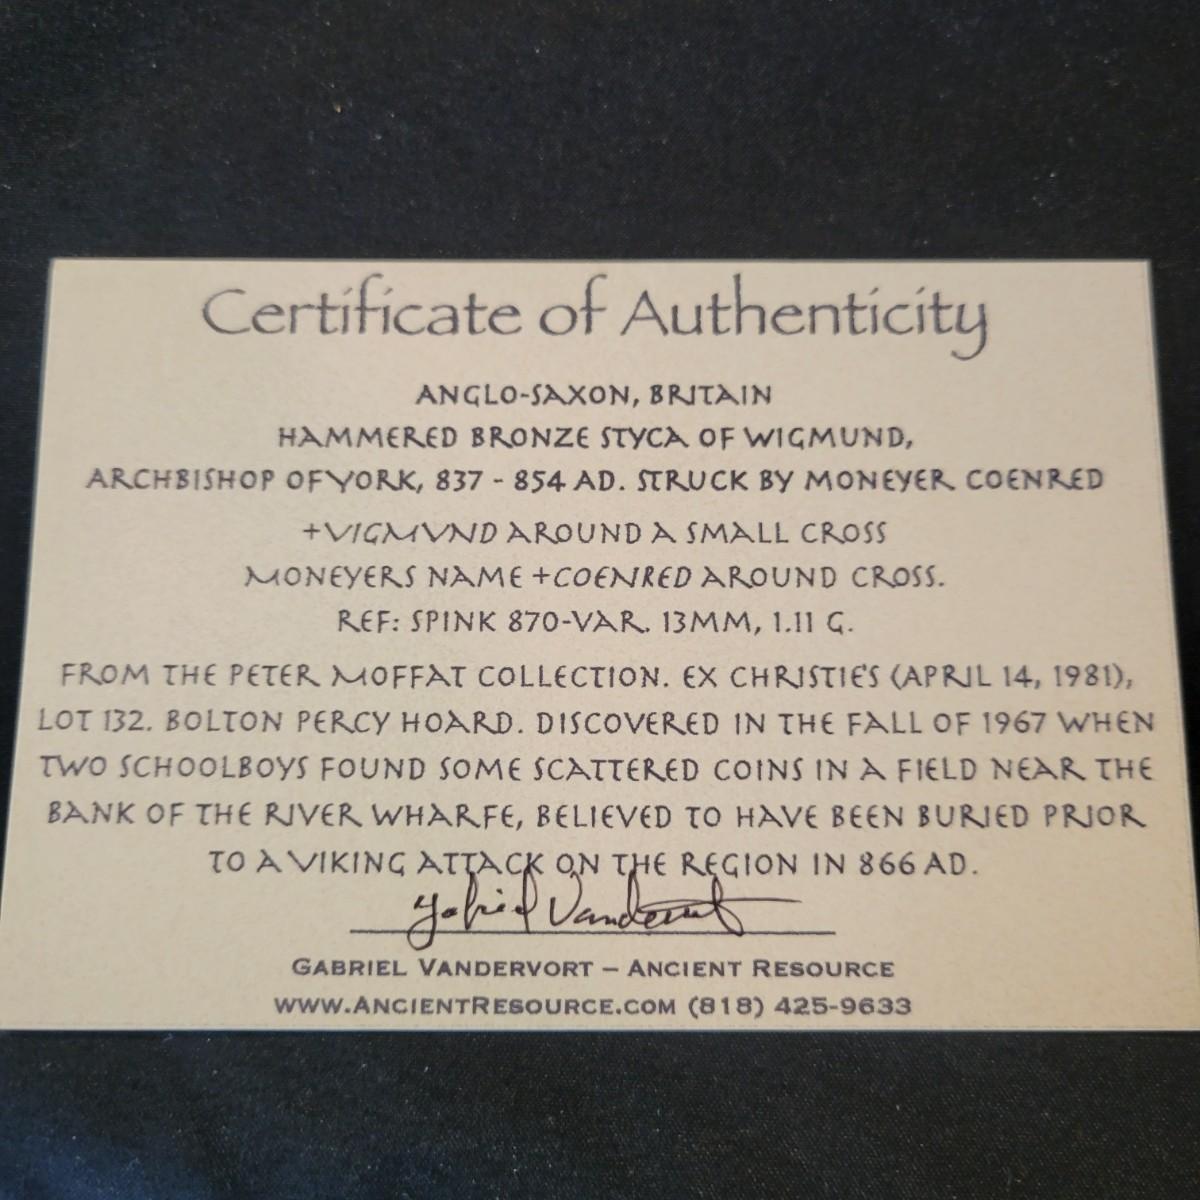 Certificate of Authenticity
ANGLO-SAXON, BRITAIN
HAMMERED BRONZE STYCA OF WIGMUND,
ARCHBISHOP OF YORK, 837 - 854 AD. STRUCK BY MONEYER COENRED
+VIGMVND AROUND A SMALL CROSS
MONEYERS NAME +COENRED AROUND CROSS.
REF: SPINK 870-VAR. 13MM, 1.11 G.
FROM THE PETER MOFFAT COLLECTION. EX CHRISTIE'S (APRIL 14, 1981),
LOT 132. BOLTON PERCY HOARD. DISCOVERED IN THE FALL OF 1967 WHEN
TWO SCHOOLBOYS FOUND SOME SCATTERED COINS IN A FIELD NEAR THE
BANK OF THE RIVER WHARFE, BELIEVED TO HAVE BEEN BURIED PRIOR
TO A VIKING ATTACK ON THE REGION IN 866 AD.
Gabriel Vandervort
GABRIEL VANDERVORT – ANCIENT RESOURCE
WWW.ANCIENTRESOURCE.COM (818) 425-9633